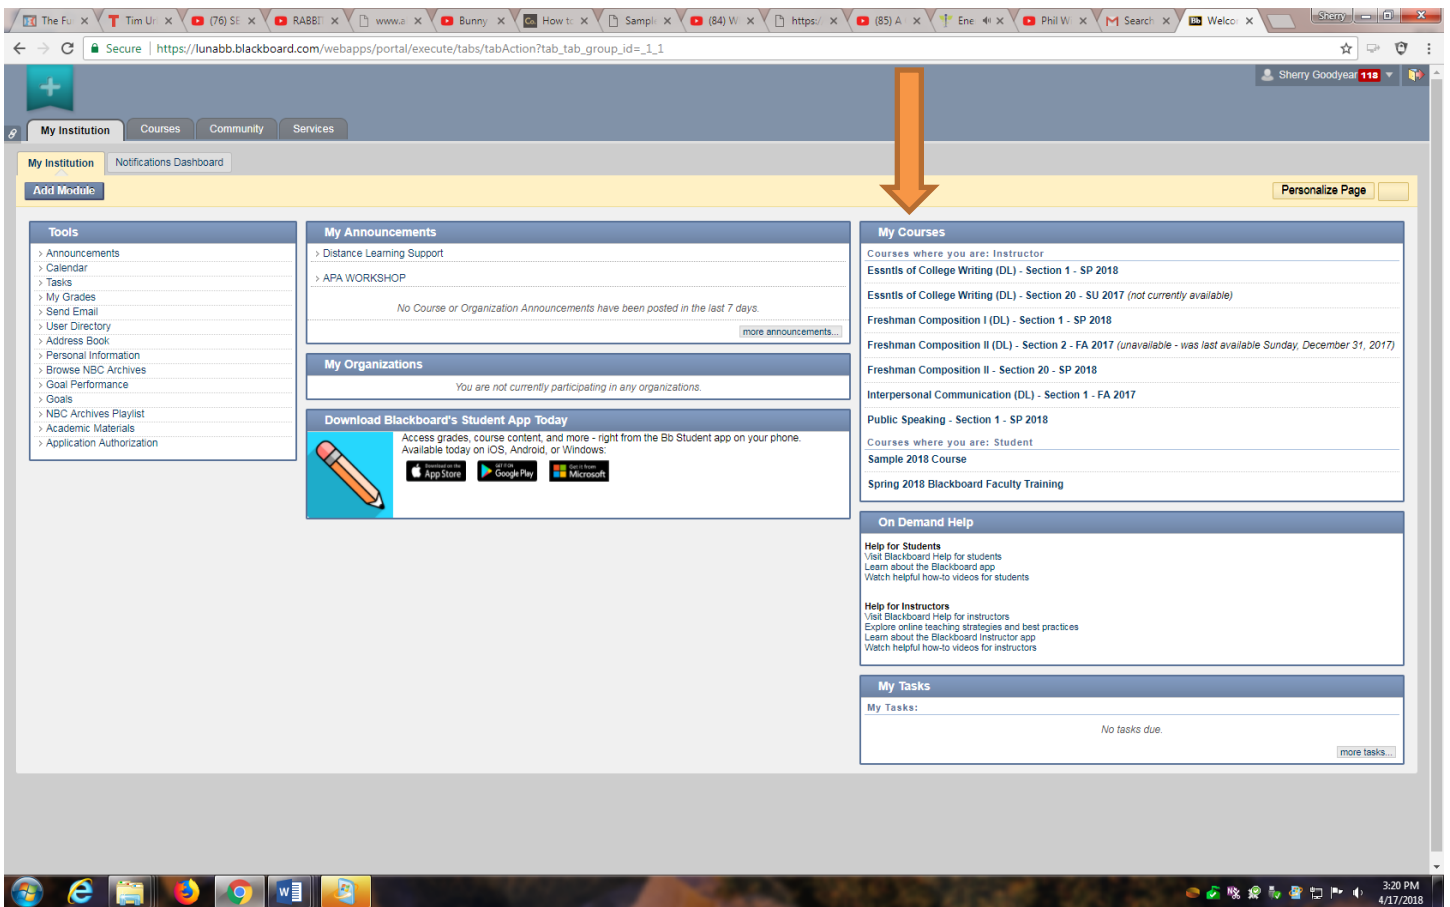 The Fu
Tim Ur
(76) SE
RABBIT
www.a
Bunny
How to
Sampl
(84) W
https:/
(85) A
Ene
Phil Wi
Search
Welco
Sherry
Secure | https://lunabb.blackboard.com/webapps/portal/execute/tabs/tabAction?tab_tab_group_id=_1_1
Sherry Goodyear 118
My Institution Courses Community Services
My Institution Notifications Dashboard
Add Module
Personalize Page
Tools
> Announcements
> Calendar
> Tasks
> My Grades
> Send Email
> User Directory
> Address Book
> Personal Information
> Browse NBC Archives
> Goal Performance
> Goals
> NBC Archives Playlist
> Academic Materials
> Application Authorization
My Announcements
> Distance Learning Support
> APA WORKSHOP
No Course or Organization Announcements have been posted in the last 7 days.
more announcements...
My Organizations
You are not currently participating in any organizations.
Download Blackboard's Student App Today
Access grades, course content, and more - right from the Bb Student app on your phone.
Available today on iOS, Android, or Windows:
Download on the
App Store
GET IT ON
Google Play
Get it from
Microsoft
My Courses
Courses where you are: Instructor
Essntls of College Writing (DL) - Section 1 - SP 2018
Essntls of College Writing (DL) - Section 20 - SU 2017 (not currently available)
Freshman Composition I (DL) - Section 1 - SP 2018
Freshman Composition II (DL) - Section 2 - FA 2017 (unavailable - was last available Sunday, December 31, 2017)
Freshman Composition II - Section 20 - SP 2018
Interpersonal Communication (DL) - Section 1 - FA 2017
Public Speaking - Section 1 - SP 2018
Courses where you are: Student
Sample 2018 Course
Spring 2018 Blackboard Faculty Training
On Demand Help
Help for Students
Visit Blackboard Help for students
Learn about the Blackboard app
Watch helpful how-to videos for students
Help for Instructors
Visit Blackboard Help for instructors
Explore online teaching strategies and best practices
Learn about the Blackboard Instructor app
Watch helpful how-to videos for instructors
My Tasks
My Tasks:
No tasks due.
more tasks...
3:20 PM
4/17/2018